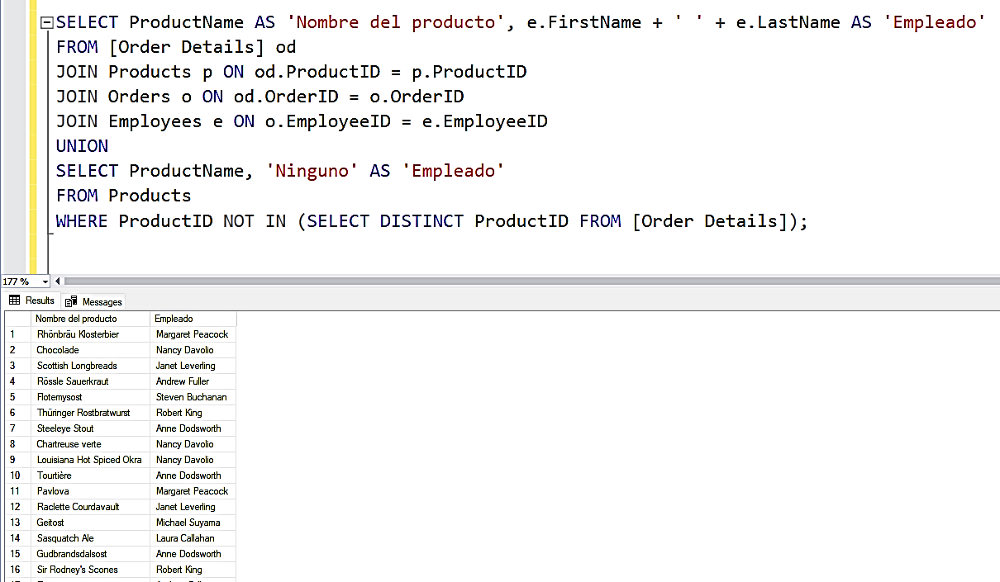 SELECT ProductName AS 'Nombre del producto', e.FirstName + ' ' + e.LastName AS 'Empleado'
FROM [Order Details] od
JOIN Products p ON od.ProductID = p.ProductID
JOIN Orders o ON od.OrderID = o.OrderID
JOIN Employees e ON o.EmployeeID = e.EmployeeID
UNION
SELECT ProductName, 'Ninguno' AS 'Empleado'
FROM Products
WHERE ProductID NOT IN (SELECT DISTINCT ProductID FROM [Order Details]);
177 %
Results Messages
Nombre del producto Empleado
1 Rhönbräu Klosterbier Margaret Peacock
2 Chocolade Nancy Davolio
3 Scottish Longbreads Janet Leverling
4 Rössle Sauerkraut Andrew Fuller
5 Flotemysost Steven Buchanan
6 Thüringer Rostbratwurst Robert King
7 Steeleye Stout Anne Dodsworth
8 Chartreuse verte Nancy Davolio
9 Louisiana Hot Spiced Okra Nancy Davolio
10 Tourtière Anne Dodsworth
11 Pavlova Margaret Peacock
12 Raclette Courdavault Janet Leverling
13 Geitost Michael Suyama
14 Sasquatch Ale Laura Callahan
15 Gudbrandsdalsost Anne Dodsworth
16 Sir Rodney's Scones Robert King